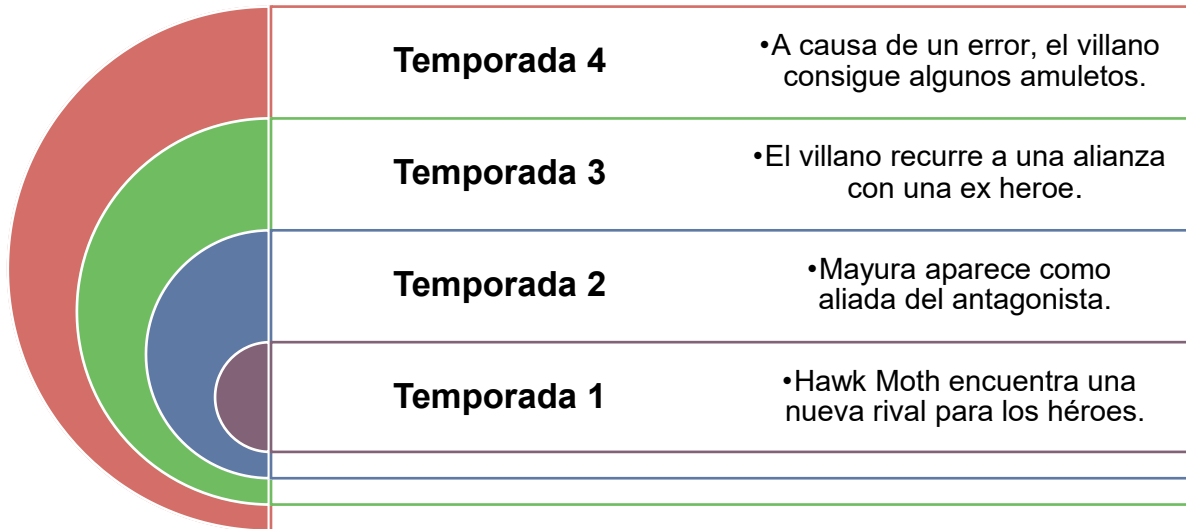 Temporada 4
•A causa de un error, el villano
consigue algunos amuletos.
Temporada 3
•El villano recurre a una alianza
con una ex heroe.
Temporada 2
•Mayura aparece como
aliada del antagonista.
Temporada 1
•Hawk Moth encuentra una
nueva rival para los héroes.